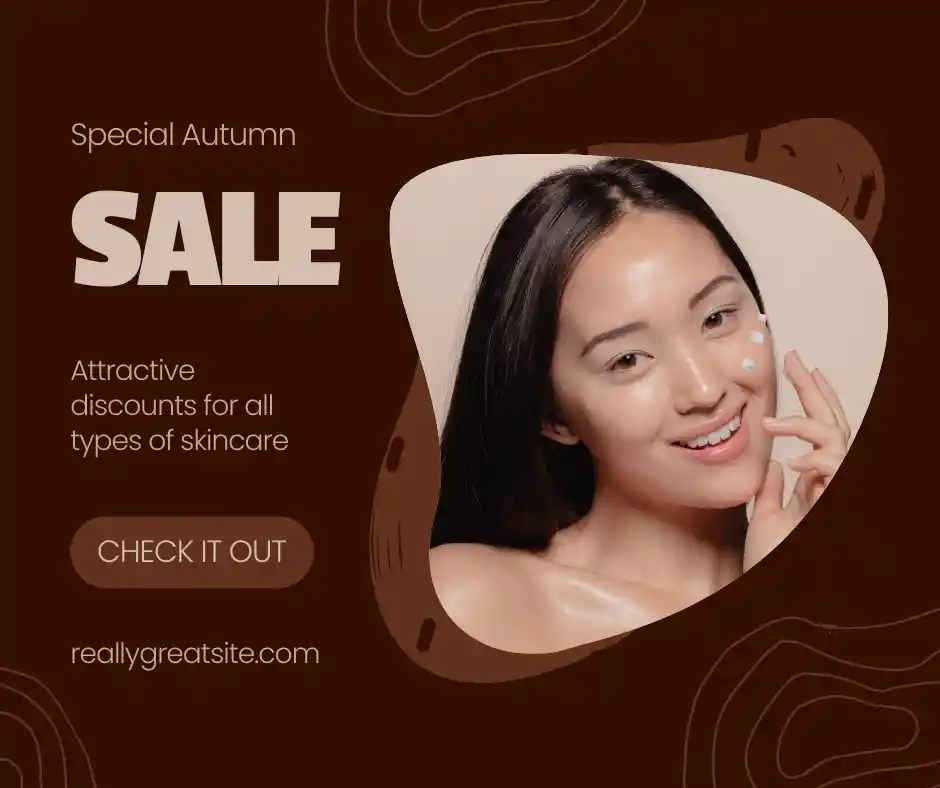 Special Autumn
SALE
Attractive
discounts for all
types of skincare
CHECK IT OUT
reallygreatsite.com